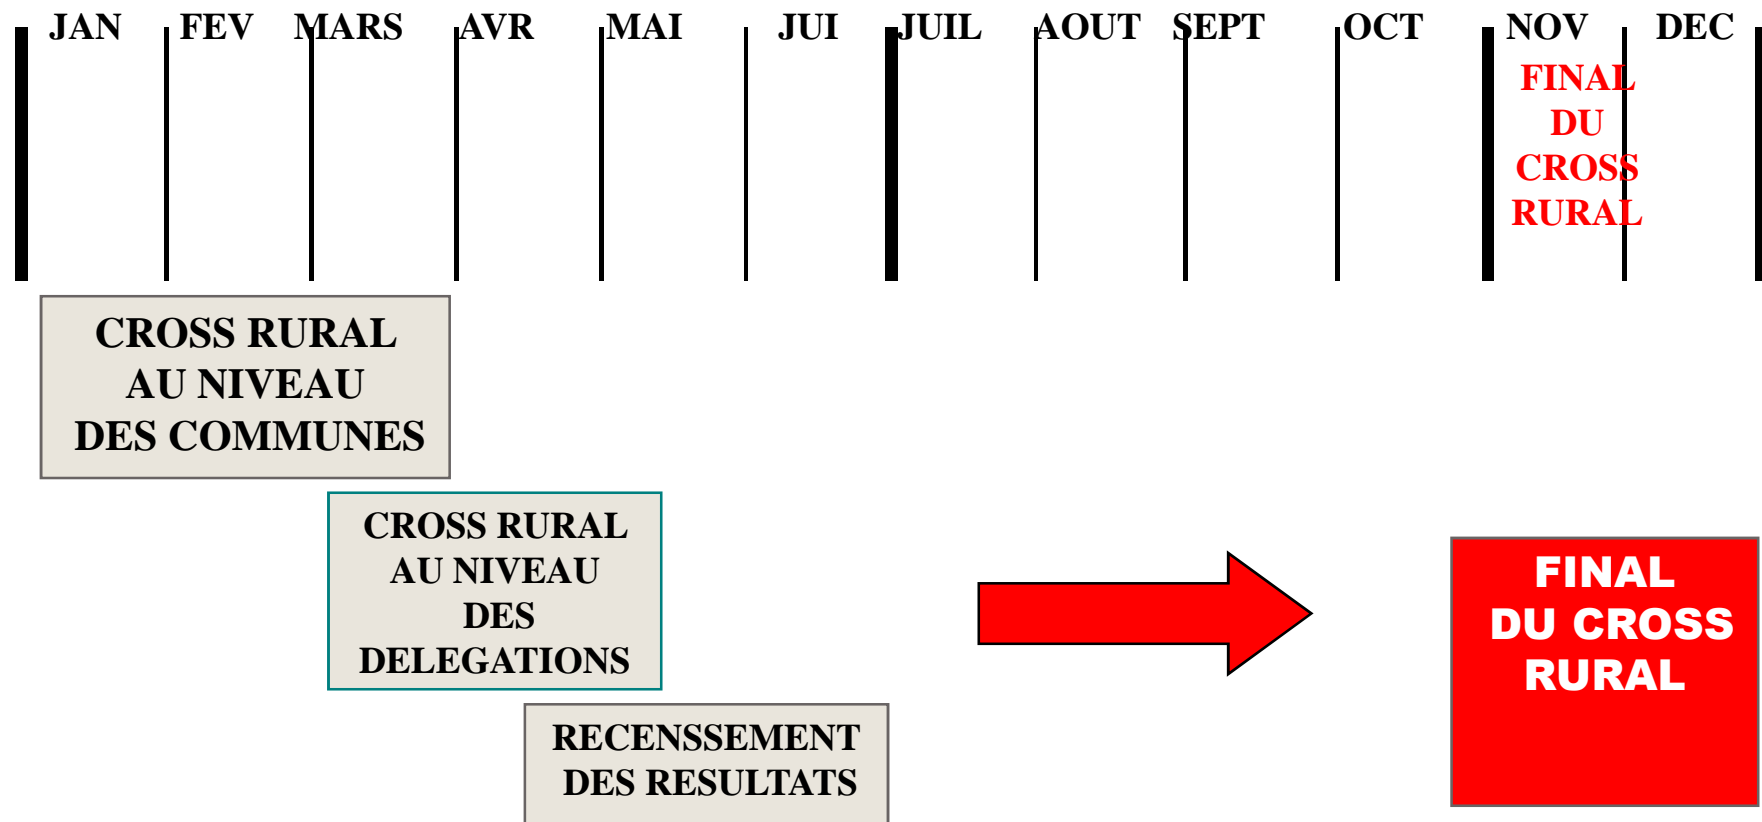 JAN FEV MARS AVR MAI JUI JUIL AOUT SEPT OCT NOV DEC
FINAL
DU
CROSS
RURAL
CROSS RURAL
AU NIVEAU
DES COMMUNES
CROSS RURAL
AU NIVEAU
DES
DELEGATIONS
RECENSSEMENT
DES RESULTATS
FINAL
DU CROSS
RURAL